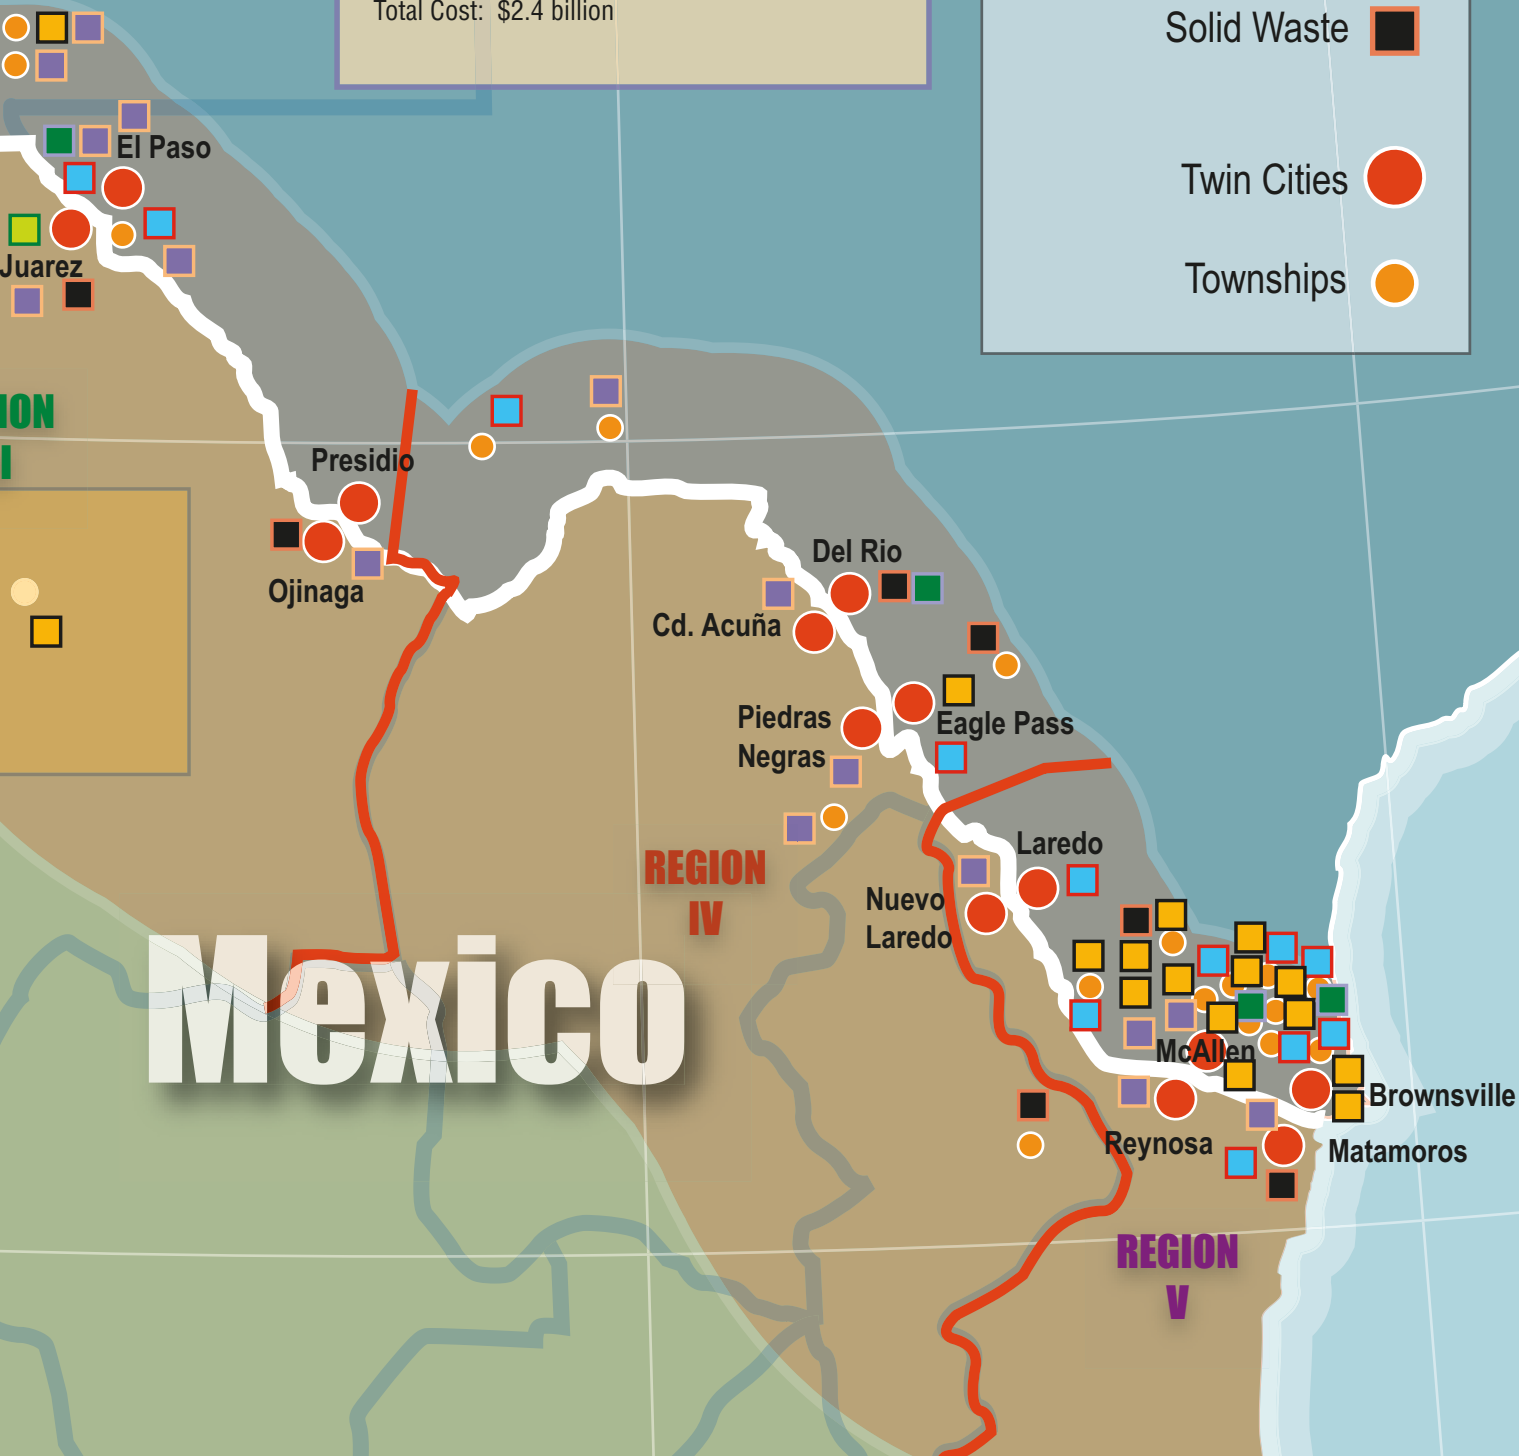 Total Cost: $2.4 billion
Solid Waste
Twin Cities
Townships
El Paso
Juarez
ION
I
Presidio
Ojinaga
Del Rio
Cd. Acuña
Piedras
Negras
Eagle Pass
REGION
IV
Laredo
Nuevo
Laredo
Mexico
McAllen
Brownsville
Reynosa
Matamoros
REGION
V